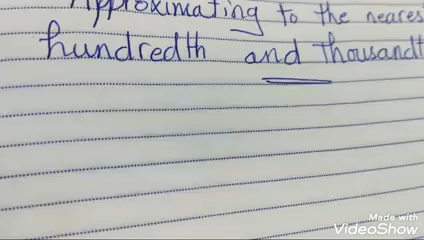 Approximating to the neares
hundredth and thousandt
Made with
VideoShow